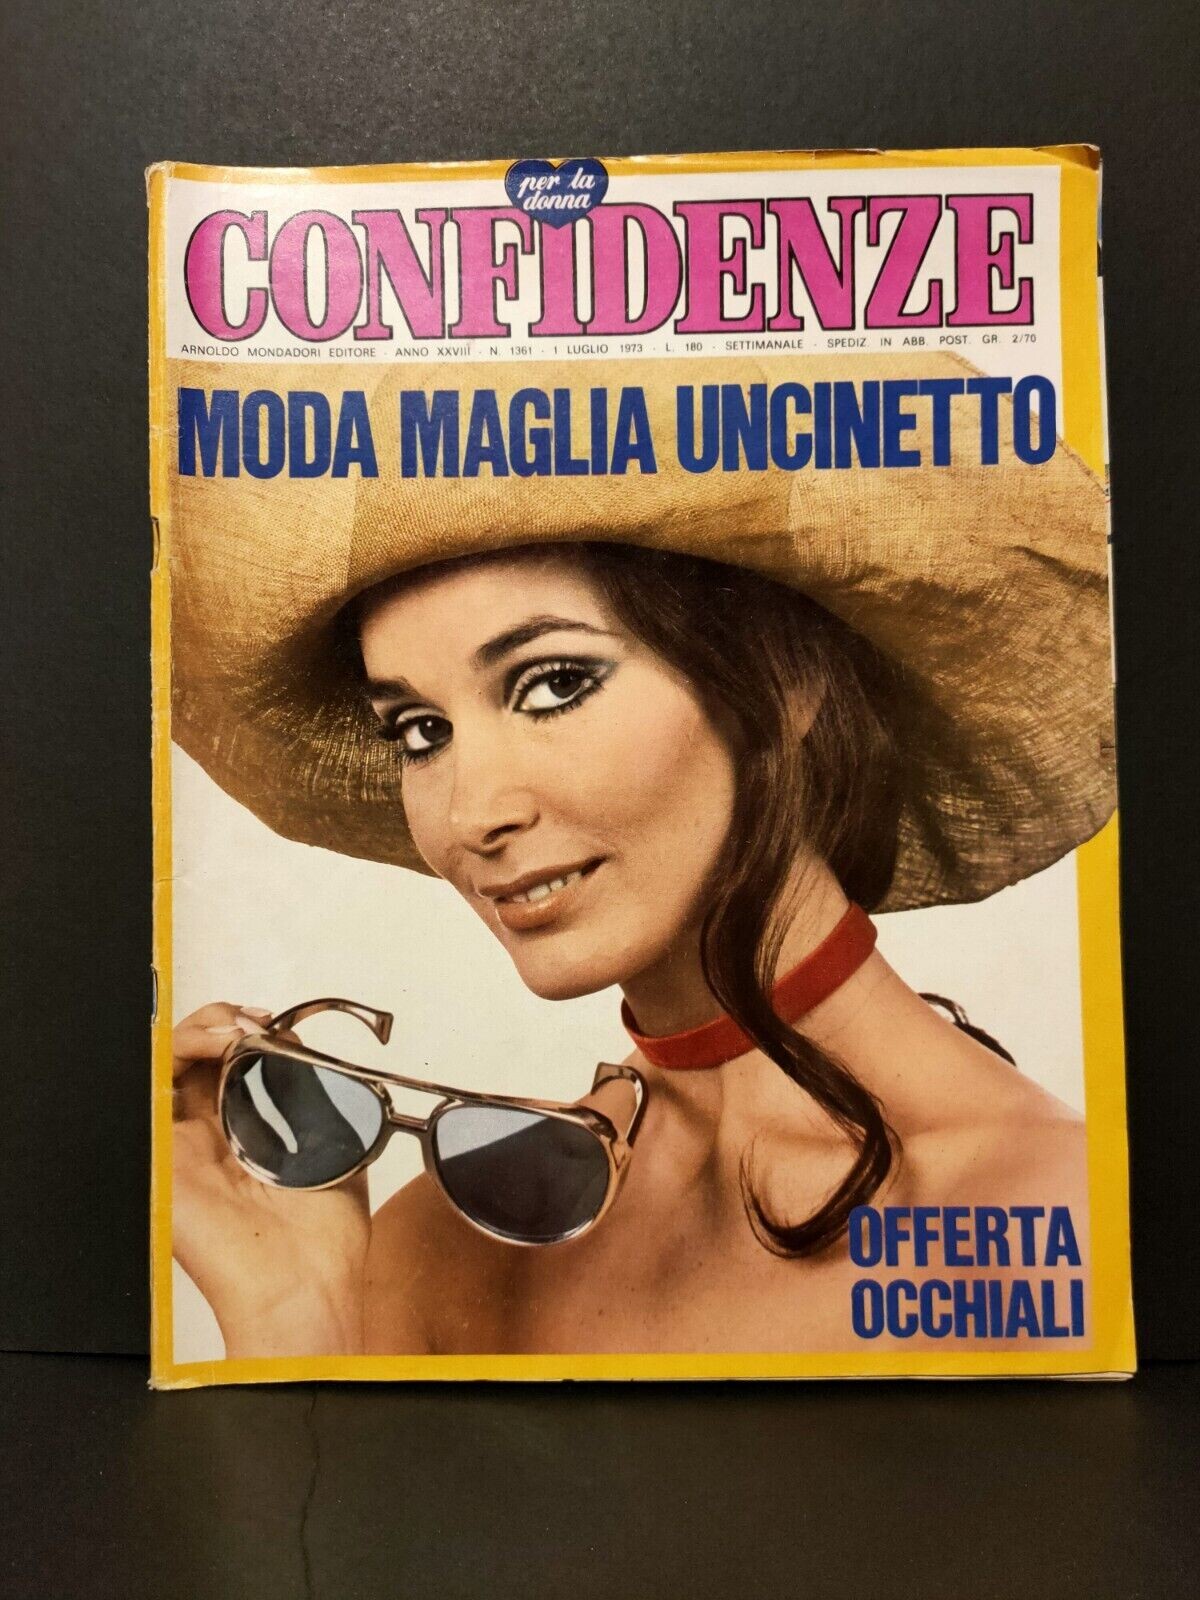 per la
donna
CONFiDENZE
ARNOLDO MONDADORI EDITORE - ANNO XXVIII - N. 1361 - 1 LUGLIO 1973 - L. 180 - SETTIMANALE - SPEDIZ. IN ABB. POST. GR. 2/70
MODA MAGLIA UNCINETTO
OFFERTA
OCCHIALI